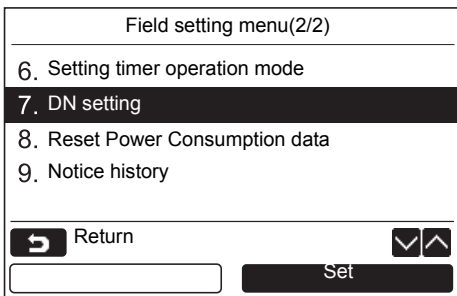 Field setting menu(2/2)
6. Setting timer operation mode
7. DN setting
8. Reset Power Consumption data
9. Notice history
Return
Set